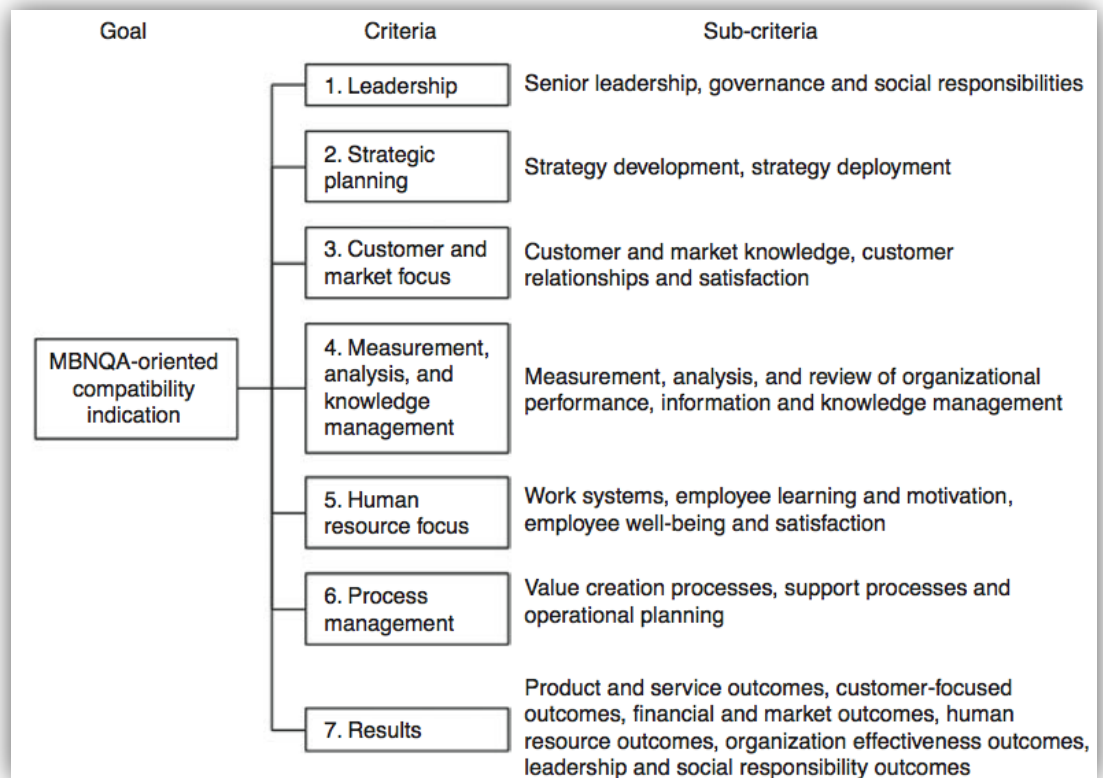 Goal
Criteria
Sub-criteria
1. Leadership
Senior leadership, governance and social responsibilities
2. Strategic
planning
Strategy development, strategy deployment
3. Customer and
market focus
Customer and market knowledge, customer
relationships and satisfaction
MBNQA-oriented
compatibility
indication
4. Measurement,
analysis, and
knowledge
management
Measurement, analysis, and review of organizational
performance, information and knowledge management
5. Human
resource focus
Work systems, employee learning and motivation,
employee well-being and satisfaction
6. Process
management
Value creation processes, support processes and
operational planning
7. Results
Product and service outcomes, customer-focused
outcomes, financial and market outcomes, human
resource outcomes, organization effectiveness outcomes,
leadership and social responsibility outcomes